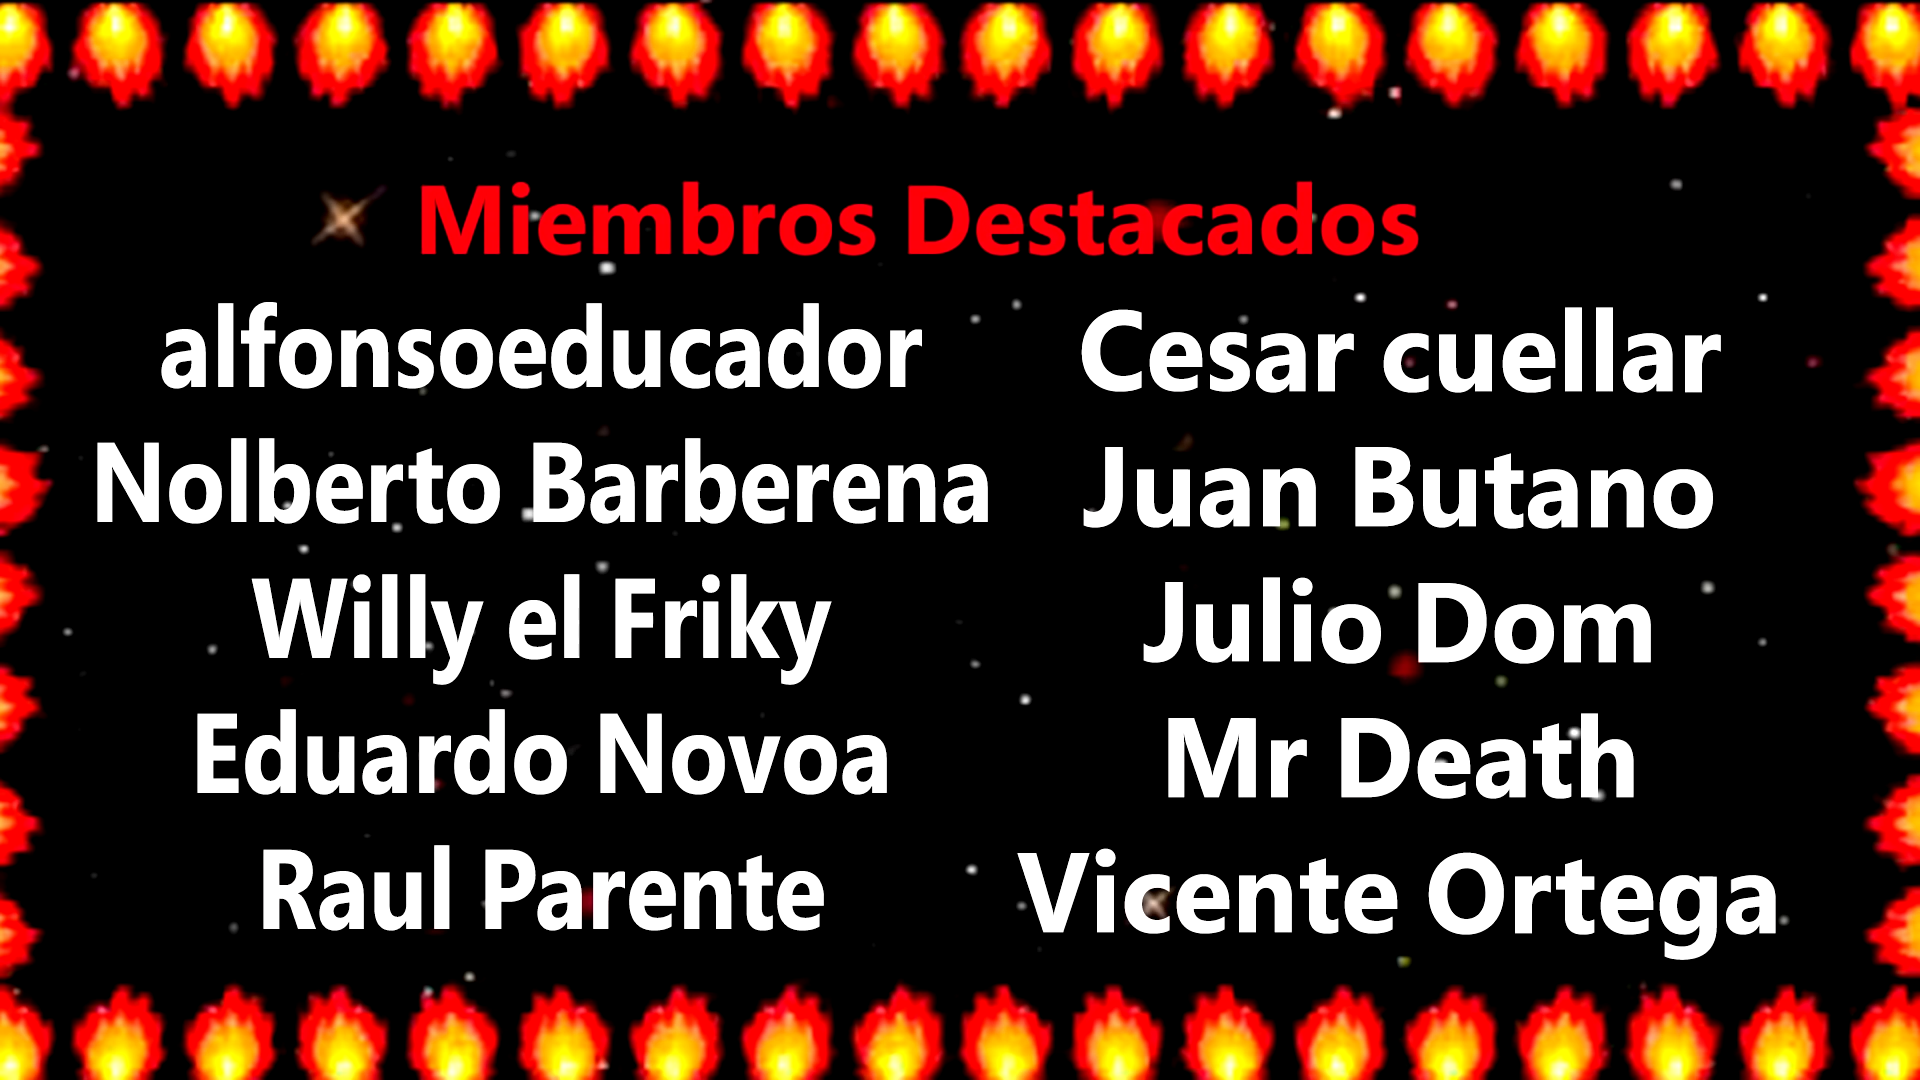 Miembros Destacados
alfonsoeducador
Nolberto Barberena
Willy el Friky
Eduardo Novoa
Raul Parente
Cesar cuellar
Juan Butano
Julio Dom
Mr Death
Vicente Ortega